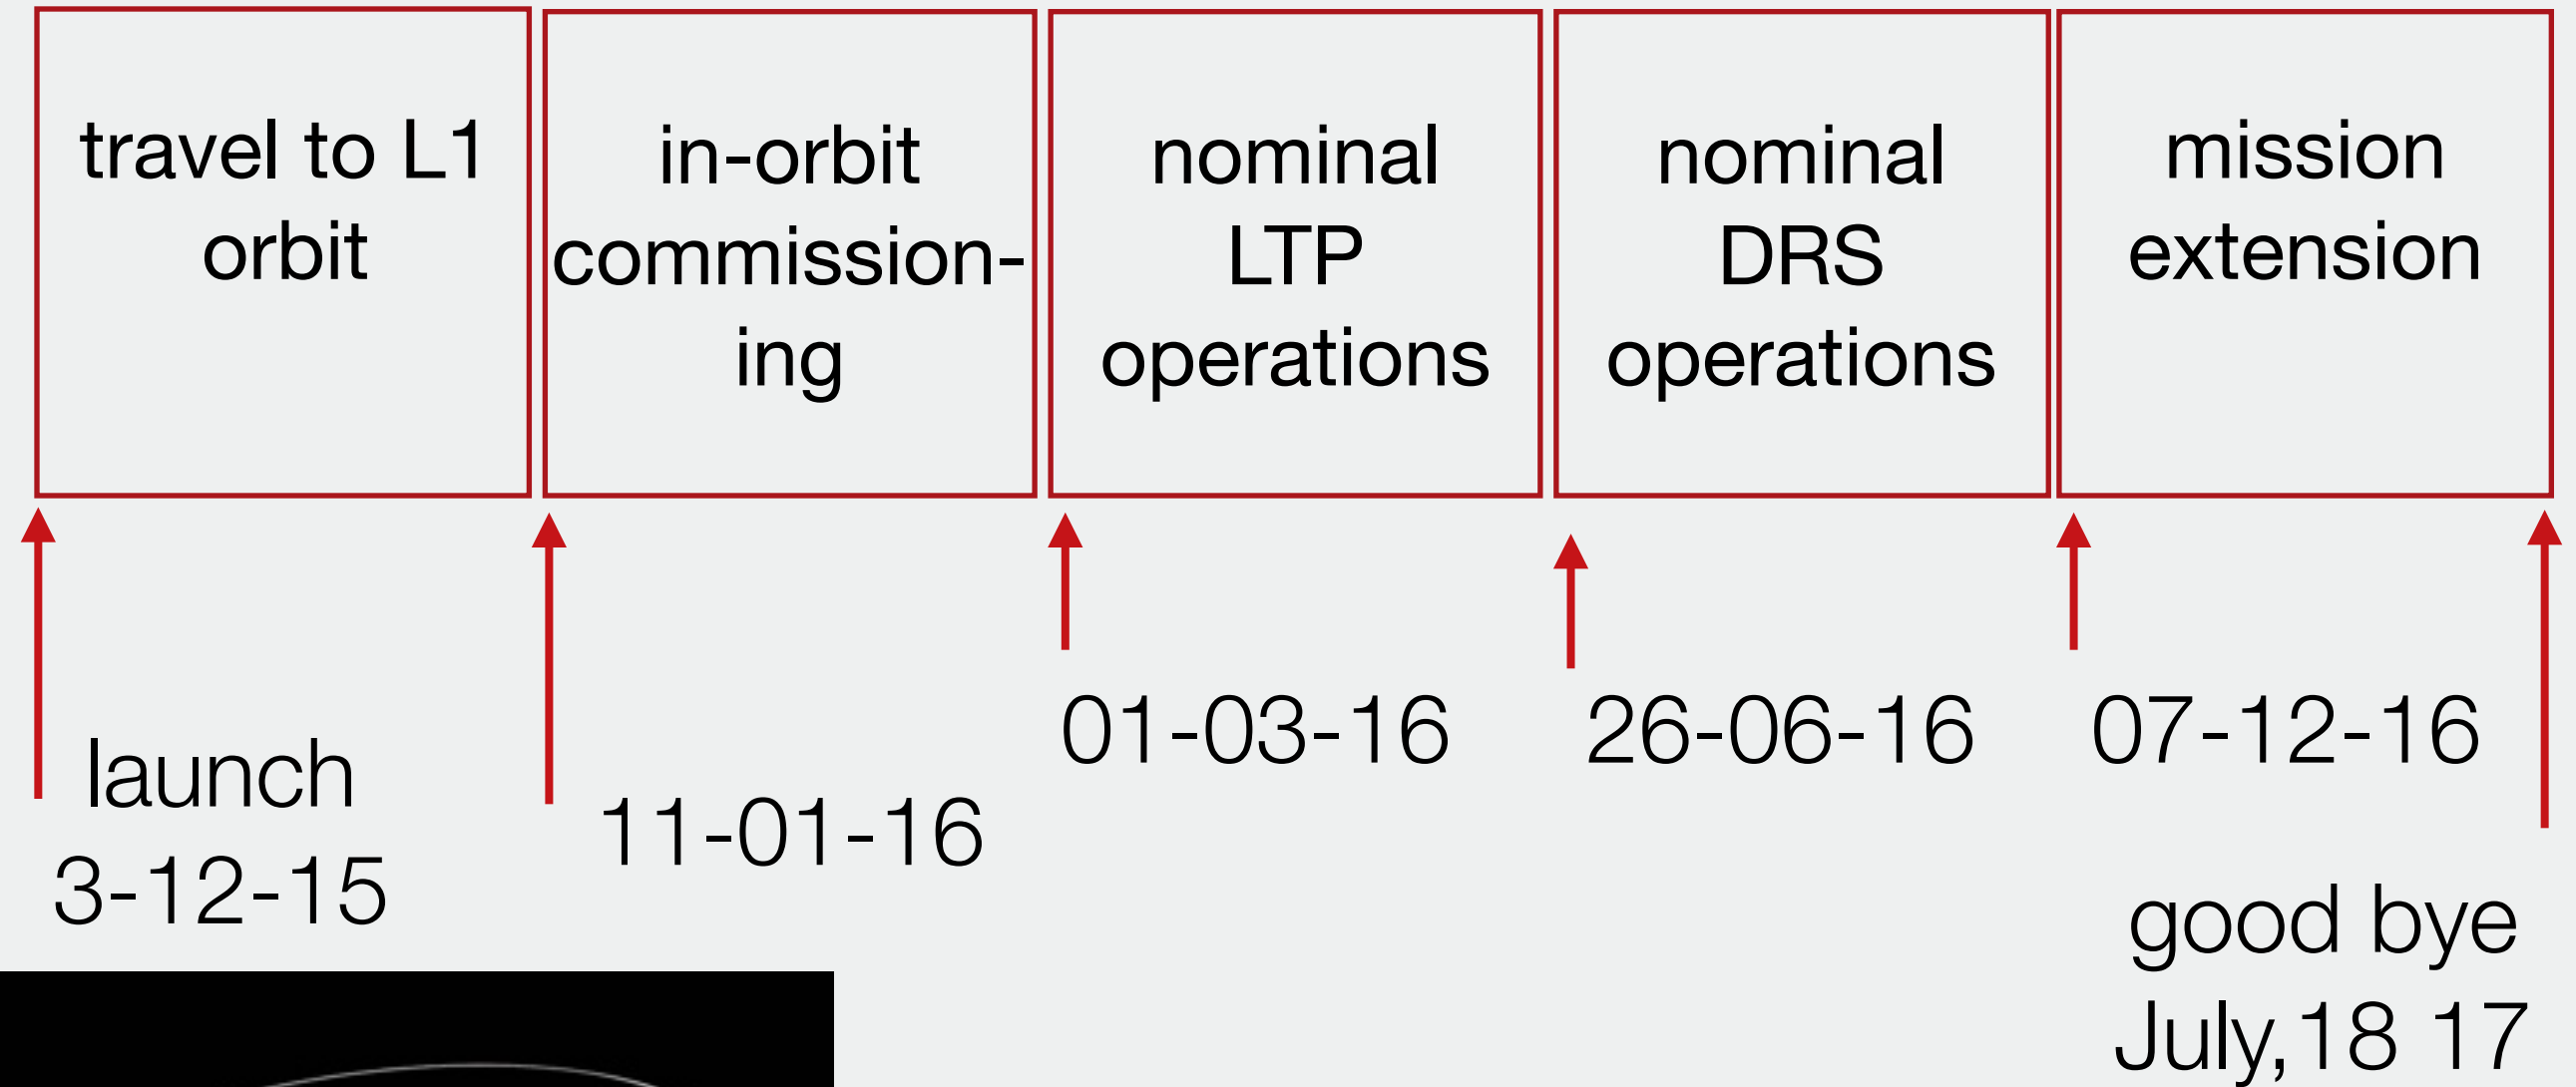 travel to L1
orbit
in-orbit
commission-
ing
nominal
LTP
operations
nominal
DRS
operations
mission
extension
launch
3-12-15
11-01-16
01-03-16
26-06-16
07-12-16
good bye
July,18 17